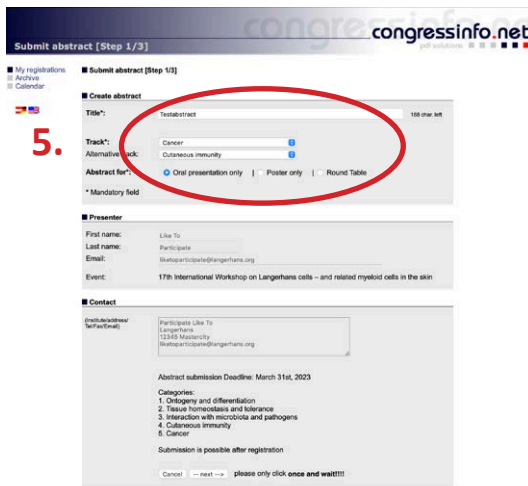 congressinfo.net
congressinfo.net
pdl solutions
Submit abstract [Step 1/3]
My registrations
Archive
Calendar
Submit abstract [Step 1/3]
Create abstract
Title*: Testabstract 188 char. left
5.
Track*: Cancer
Alternative track: Cutaneous immunity
Abstract for*: Oral presentation only | Poster only | Round Table
* Mandatory field
Presenter
First name: Like To
Last name: Participate
Email: liketoparticipate@langerhans.org
Event: 17th International Workshop on Langerhans cells – and related myeloid cells in the skin
Contact
(Institute/address/
Tel/Fax/Email)
Participate Like To
Langerhans
12345 Mastercity
liketoparticipate@langerhans.org
Abstract submission Deadline: March 31st, 2023
Categories:
1. Ontogeny and differentiation
2. Tissue homeostasis and tolerance
3. Interaction with microbiota and pathogens
4. Cutaneous immunity
5. Cancer
Submission is possible after registration
Cancel -- next --> please only click once and wait!!!!